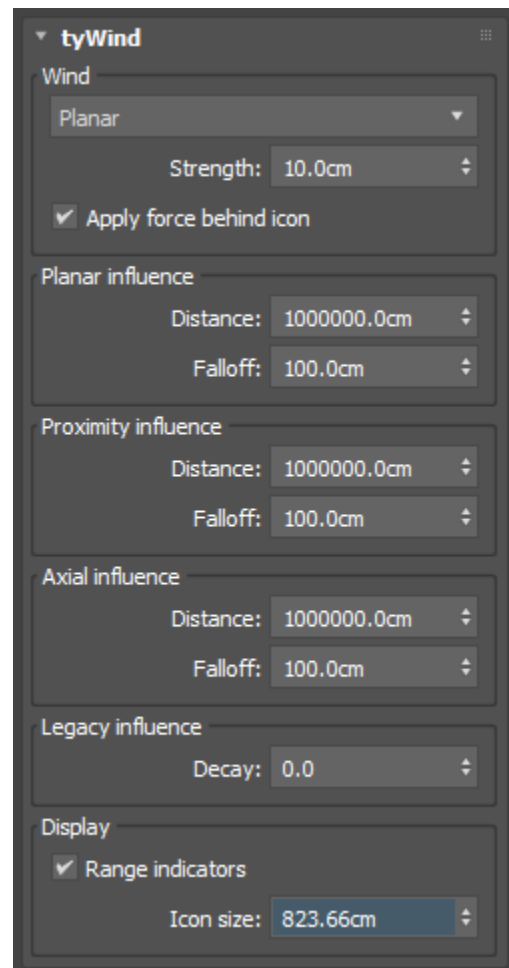 tyWind
Wind
Planar
Strength: 10.0cm
Apply force behind icon
Planar influence
Distance: 1000000.0cm
Falloff: 100.0cm
Proximity influence
Distance: 1000000.0cm
Falloff: 100.0cm
Axial influence
Distance: 1000000.0cm
Falloff: 100.0cm
Legacy influence
Decay: 0.0
Display
Range indicators
Icon size: 823.66cm